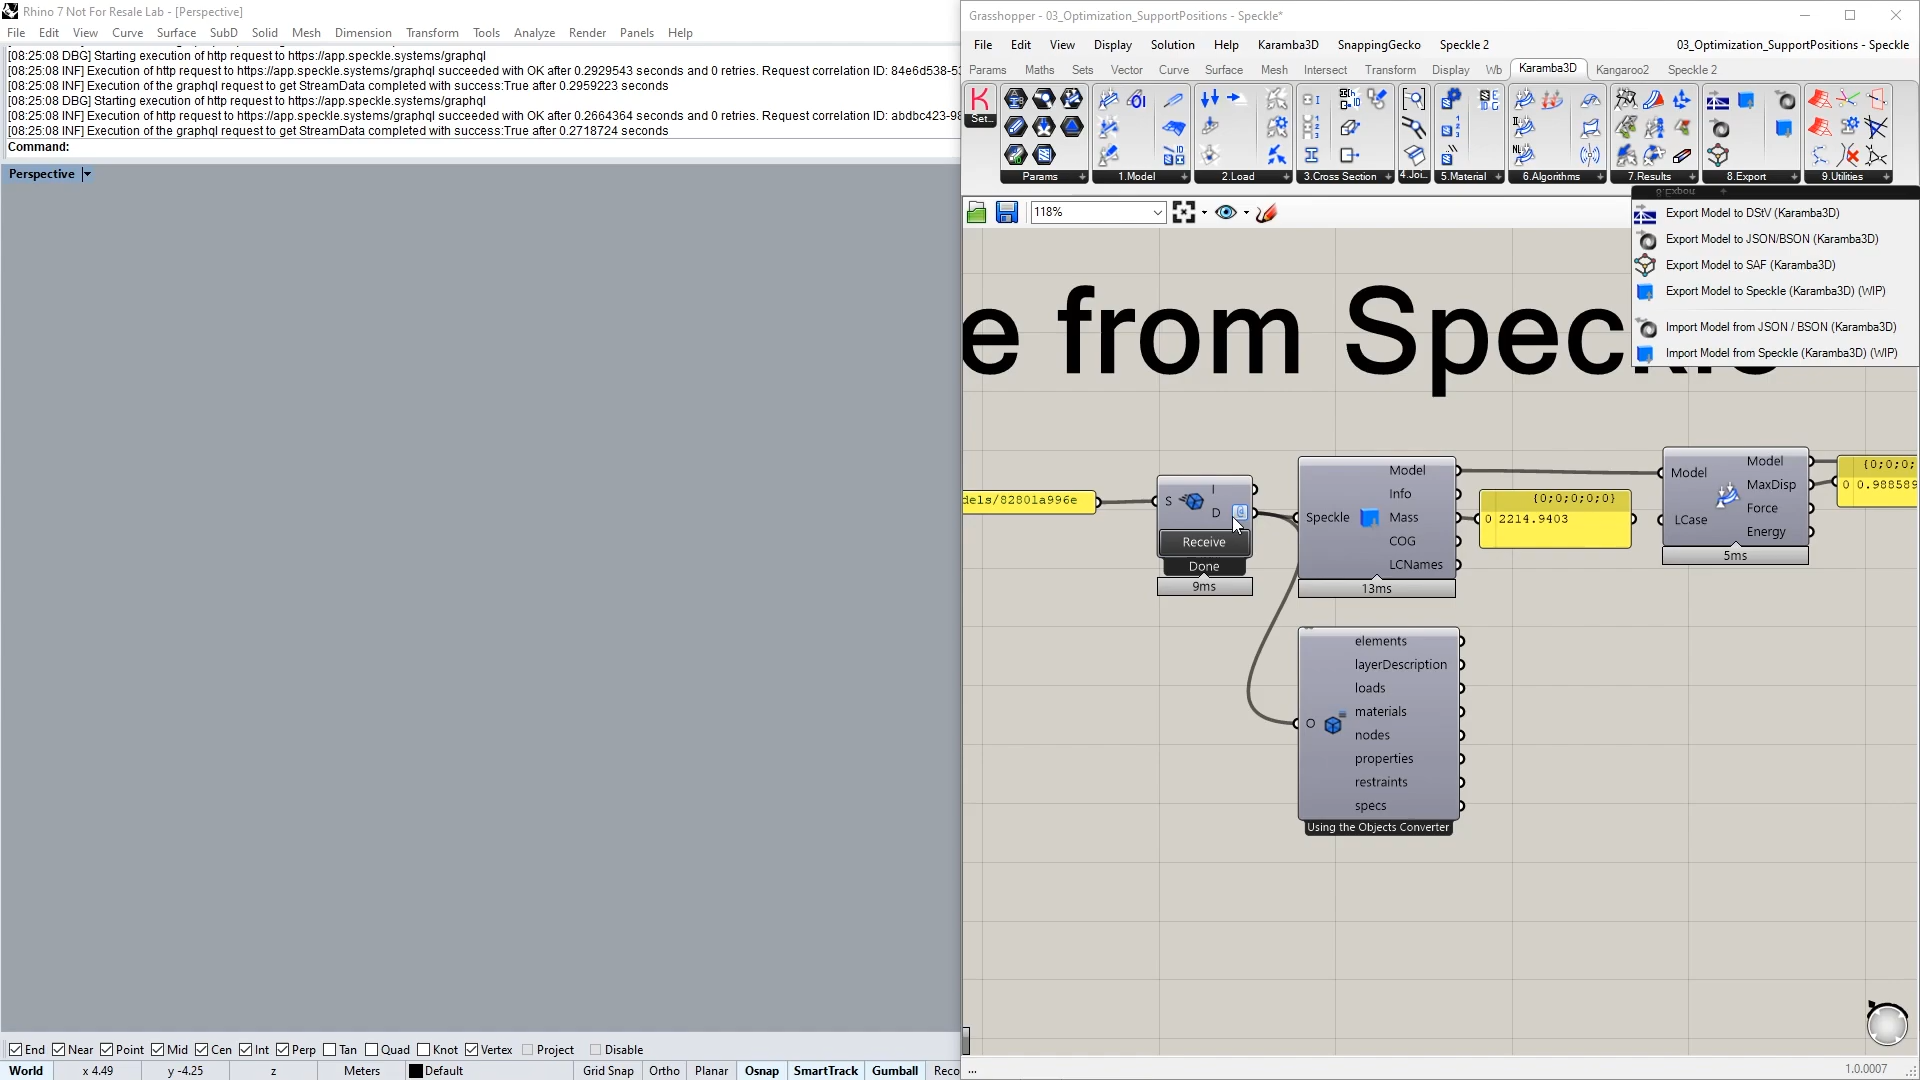 Rhino 7 Not For Resale Lab - [Perspective]
File Edit View Curve Surface SubD Solid Mesh Dimension Transform Tools Analyze Render Panels Help
[08:25:08 DBG] Starting execution of http request to https://app.speckle.systems/graphql
[08:25:08 INF] Execution of http request to https://app.speckle.systems/graphql succeeded with OK after 0.2929543 seconds and 0 retries. Request correlation ID: 84e6d538-53
[08:25:08 INF] Execution of the graphql request to get StreamData completed with success:True after 0.2959223 seconds
[08:25:08 DBG] Starting execution of http request to https://app.speckle.systems/graphql
[08:25:08 INF] Execution of http request to https://app.speckle.systems/graphql succeeded with OK after 0.2664364 seconds and 0 retries. Request correlation ID: abdbc423-98
[08:25:08 INF] Execution of the graphql request to get StreamData completed with success:True after 0.2718724 seconds
Command:
Perspective
End Near Point Mid Cen Int Perp Tan Quad Knot Vertex Project Disable
World x 4.49 y -4.25 z Meters Default Grid Snap Ortho Planar Osnap SmartTrack Gumball Reco
Grasshopper - 03_Optimization_SupportPositions - Speckle*
File Edit View Display Solution Help Karamba3D SnappingGecko Speckle 2 03_Optimization_SupportPositions - Speckle
Params Maths Sets Vector Curve Surface Mesh Intersect Transform Display Wb Karamba3D Kangaroo2 Speckle 2
Set...
Params 1.Model 2.Load 3.Cross Section 4.Joi... 5.Material 6.Algorithms 7.Results 8.Export 9.Utilities
118%
8.Export
Export Model to DStV (Karamba3D)
Export Model to JSON/BSON (Karamba3D)
Export Model to SAF (Karamba3D)
Export Model to Speckle (Karamba3D) (WIP)
Import Model from JSON / BSON (Karamba3D)
Import Model from Speckle (Karamba3D) (WIP)
e from Speckle
dels/82801a996e
S I D
Receive
Done
9ms
Speckle
Model
Info
Mass
COG
LCNames
13ms
{0;0;0;0;0}
0 2214.9403
Model
LCase
Model
MaxDisp
Force
Energy
5ms
{0;0;0;
0 0.988589
O
elements
layerDescription
loads
materials
nodes
properties
restraints
specs
Using the Objects Converter
...
1.0.0007